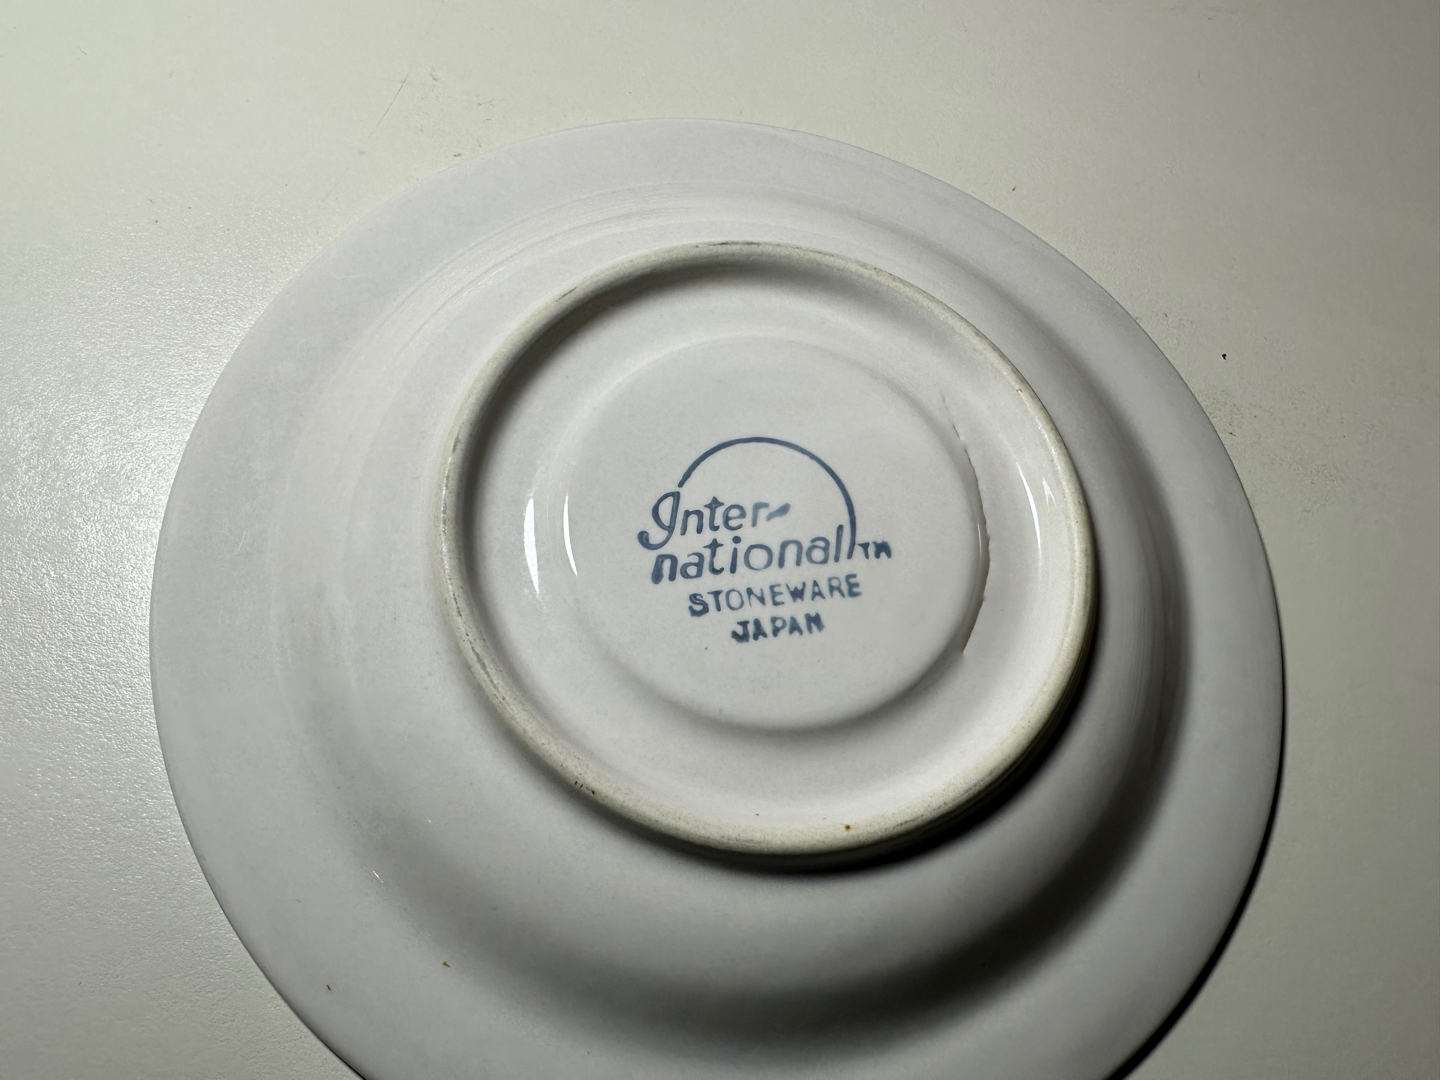 Inter-
national™
STONEWARE
JAPAN